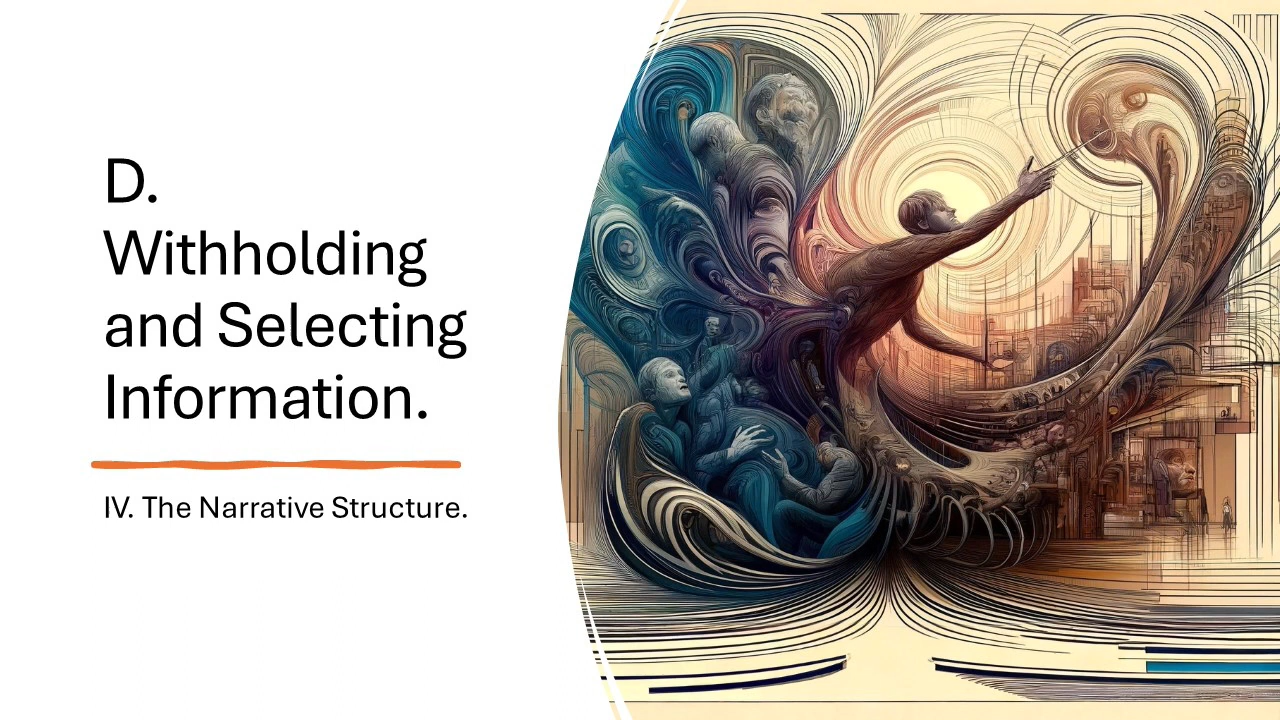 D.
Withholding
and Selecting
Information.
IV. The Narrative Structure.